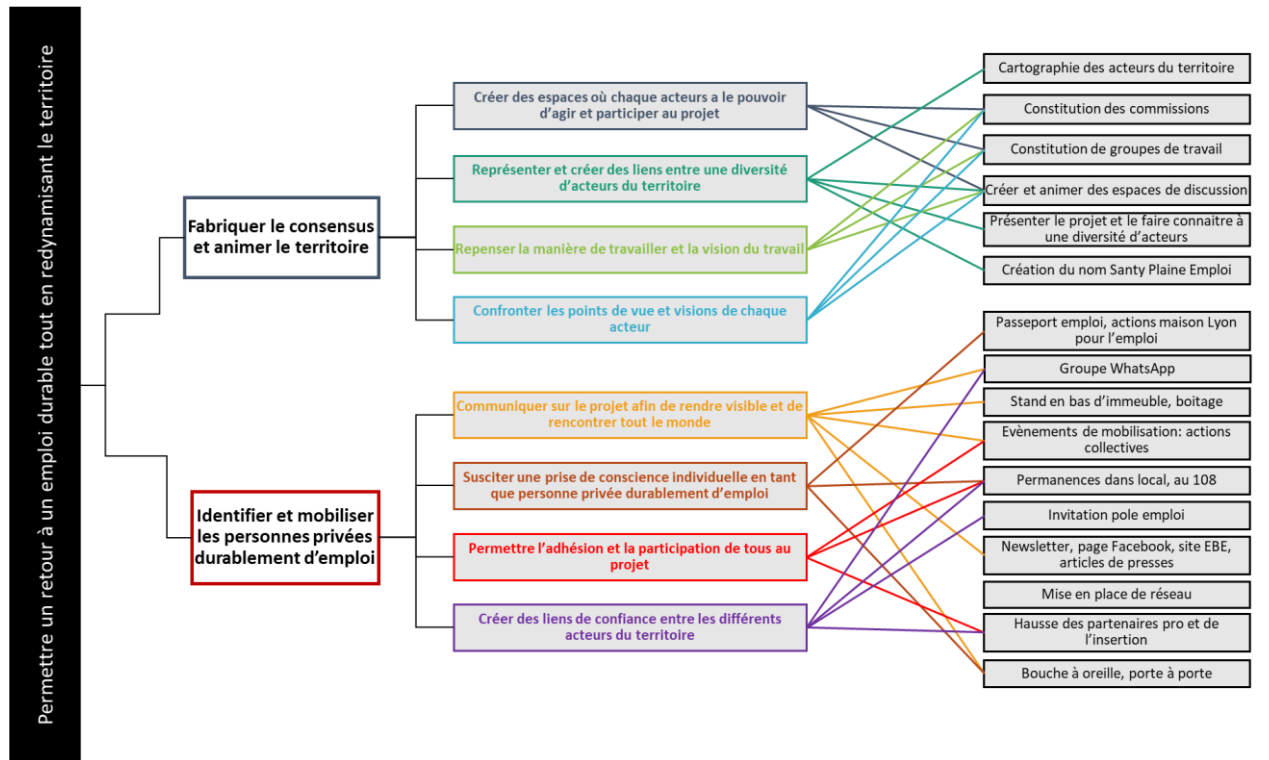 Permettre un retour à un emploi durable tout en redynamisant le territoire
Fabriquer le consensus
et animer le territoire
Identifier et mobiliser
les personnes privées
durablement d'emploi
Créer des espaces où chaque acteurs a le pouvoir
d'agir et participer au projet
Représenter et créer des liens entre une diversité
d'acteurs du territoire
Repenser la manière de travailler et la vision du travail
Confronter les points de vue et visions de chaque
acteur
Communiquer sur le projet afin de rendre visible et de
rencontrer tout le monde
Susciter une prise de conscience individuelle en tant
que personne privée durablement d'emploi
Permettre l'adhésion et la participation de tous au
projet
Créer des liens de confiance entre les différents
acteurs du territoire
Cartographie des acteurs du territoire
Constitution des commissions
Constitution de groupes de travail
Créer et animer des espaces de discussion
Présenter le projet et le faire connaitre à
une diversité d'acteurs
Création du nom Santy Plaine Emploi
Passeport emploi, actions maison Lyon
pour l'emploi
Groupe WhatsApp
Stand en bas d'immeuble, boitage
Evènements de mobilisation: actions
collectives
Permanences dans local, au 108
Invitation pole emploi
Newsletter, page Facebook, site EBE,
articles de presses
Mise en place de réseau
Hausse des partenaires pro et de
l'insertion
Bouche à oreille, porte à porte